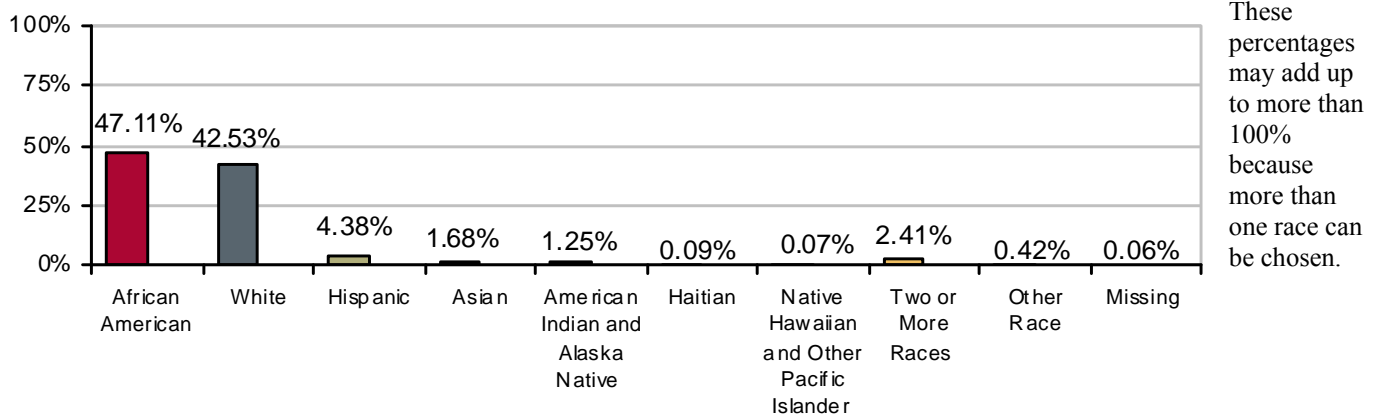 100%
75%
50%
25%
0%
47.11%
42.53%
4.38%
1.68%
1.25%
0.09%
0.07%
2.41%
0.42%
0.06%
African
American
White
Hispanic
Asian
American
Indian and
Alaska
Native
Haitian
Native
Hawaiian
and Other
Pacific
Islander
Two or
More
Races
Other
Race
Missing
These
percentages
may add up
to more than
100%
because
more than
one race can
be chosen.